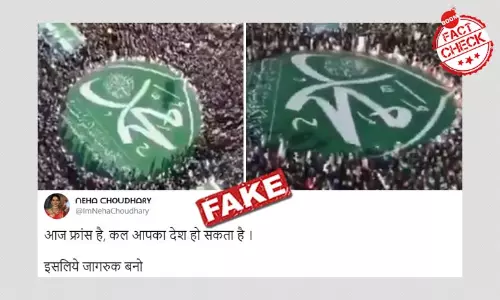 BOOM
FACT
CHECK
FAKE
NEHA CHOUDHARY
@ImNehaChoudhary
आज फ्रांस है, कल आपका देश हो सकता है ।
इसलिये जागरुक बनो